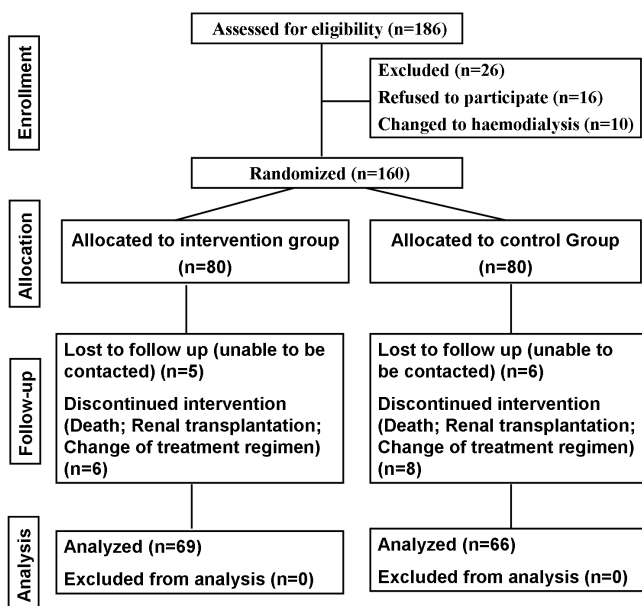 Enrollment
Assessed for eligibility (n=186)
Excluded (n=26)
Refused to participate (n=16)
Changed to haemodialysis (n=10)
Randomized (n=160)
Allocation
Allocated to intervention group
(n=80)
Allocated to control Group
(n=80)
Follow-up
Lost to follow up (unable to be
contacted) (n=5)
Discontinued intervention
(Death; Renal transplantation;
Change of treatment regimen)
(n=6)
Lost to follow up (unable to
be contacted) (n=6)
Discontinued intervention
(Death; Renal transplantation;
Change of treatment regimen)
(n=8)
Analysis
Analyzed (n=69)
Excluded from analysis (n=0)
Analyzed (n=66)
Excluded from analysis (n=0)